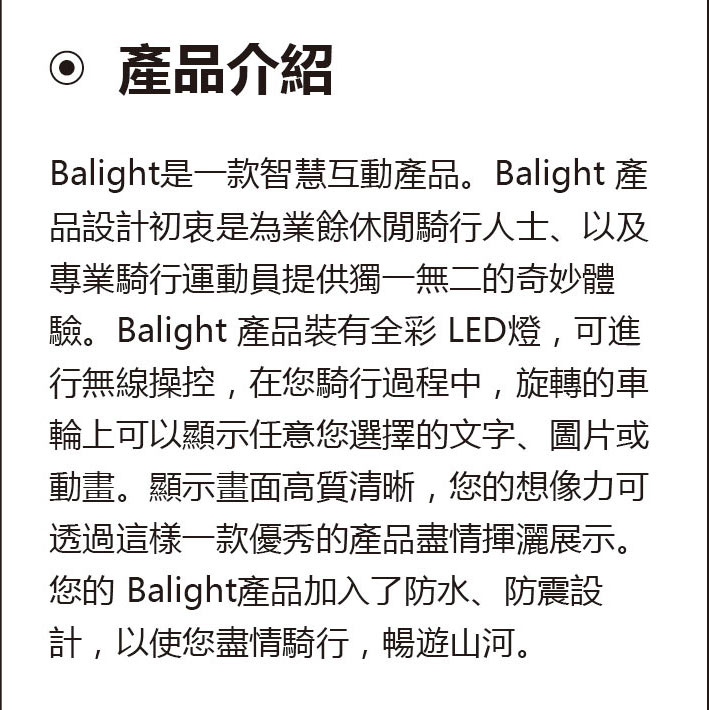 產品介紹
Balight是一款智慧互動產品。Balight 產
品設計初衷是為業餘休閒騎行人士、以及
專業騎行運動員提供獨一無二的奇妙體
驗。Balight 產品裝有全彩 LED燈，可進
行無線操控，在您騎行過程中，旋轉的車
輪上可以顯示任意您選擇的文字、圖片或
動畫。顯示畫面高質清晰，您的想像力可
透過這樣一款優秀的產品盡情揮灑展示。
您的 Balight產品加入了防水、防震設
計，以使您盡情騎行，暢遊山河。